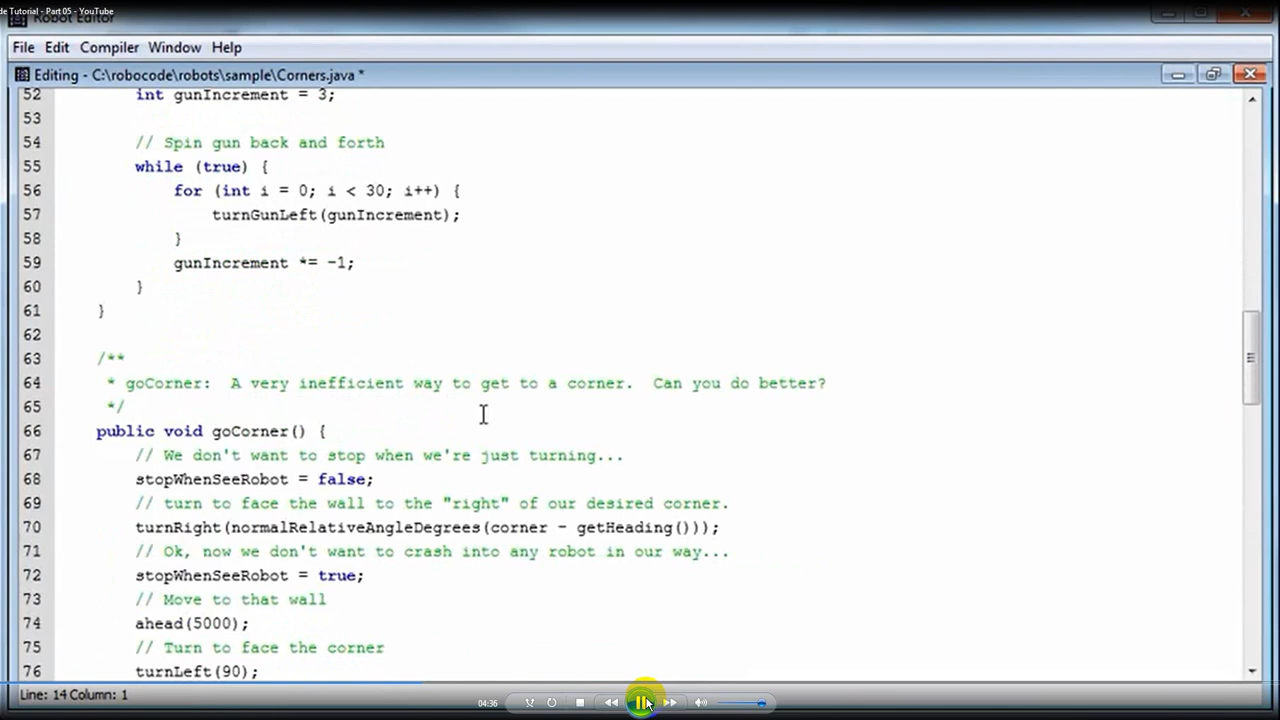 de Tutorial - Part 05 - YouTube
Robot Editor
File Edit Compiler Window Help
Editing - C:\robocode\robots\sample\Corners.java *
52 int gunIncrement = 3;
53
54 // Spin gun back and forth
55 while (true) {
56 for (int i = 0; i < 30; i++) {
57 turnGunLeft(gunIncrement);
58 }
59 gunIncrement *= -1;
60 }
61 }
62
63 /**
64 * goCorner:  A very inefficient way to get to a corner.  Can you do better?
65 */
66 public void goCorner() {
67 // We don't want to stop when we're just turning...
68 stopWhenSeeRobot = false;
69 // turn to face the wall to the "right" of our desired corner.
70 turnRight(normalRelativeAngleDegrees(corner - getHeading()));
71 // Ok, now we don't want to crash into any robot in our way...
72 stopWhenSeeRobot = true;
73 // Move to that wall
74 ahead(5000);
75 // Turn to face the corner
76 turnLeft(90);
Line: 14 Column: 1
04:36